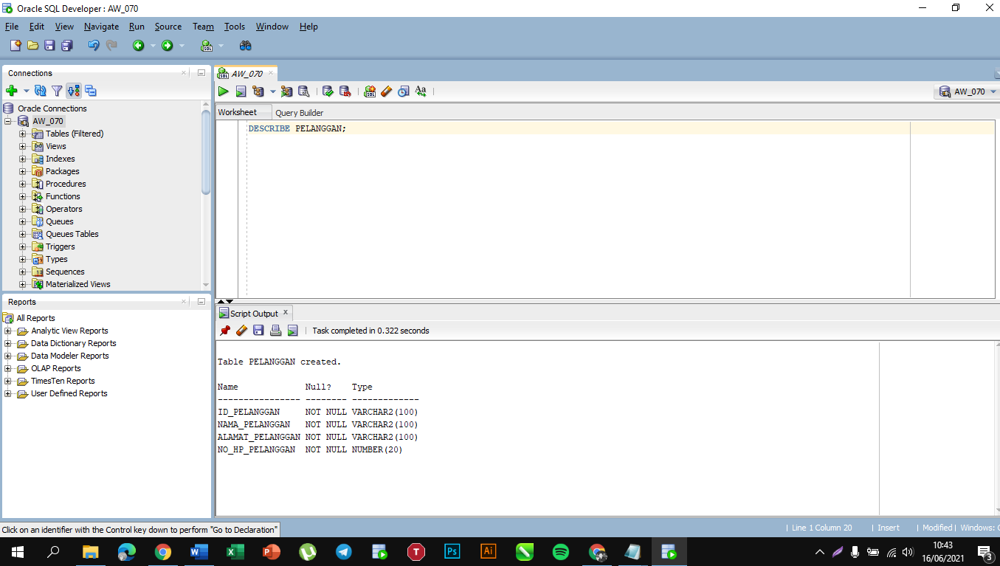 Oracle SQL Developer : AW_070
File Edit View Navigate Run Source Team Tools Window Help
Connections
Oracle Connections
AW_070
Tables (Filtered)
Views
Indexes
Packages
Procedures
Functions
Operators
Queues
Queues Tables
Triggers
Types
Sequences
Materialized Views
Reports
All Reports
Analytic View Reports
Data Dictionary Reports
Data Modeler Reports
OLAP Reports
TimesTen Reports
User Defined Reports
AW_070
AW_070
Worksheet Query Builder
DESCRIBE PELANGGAN;
Script Output
Task completed in 0.322 seconds
Table PELANGGAN created.
Name Null? Type
---------------- -------- -------------
ID_PELANGGAN NOT NULL VARCHAR2(100)
NAMA_PELANGGAN NOT NULL VARCHAR2(100)
ALAMAT_PELANGGAN NOT NULL VARCHAR2(100)
NO_HP_PELANGGAN NOT NULL NUMBER(20)
Click on an identifier with the Control key down to perform "Go to Declaration"
| Line 1 Column 20 | Insert | Modified | Windows:
10:43
16/06/2021
3